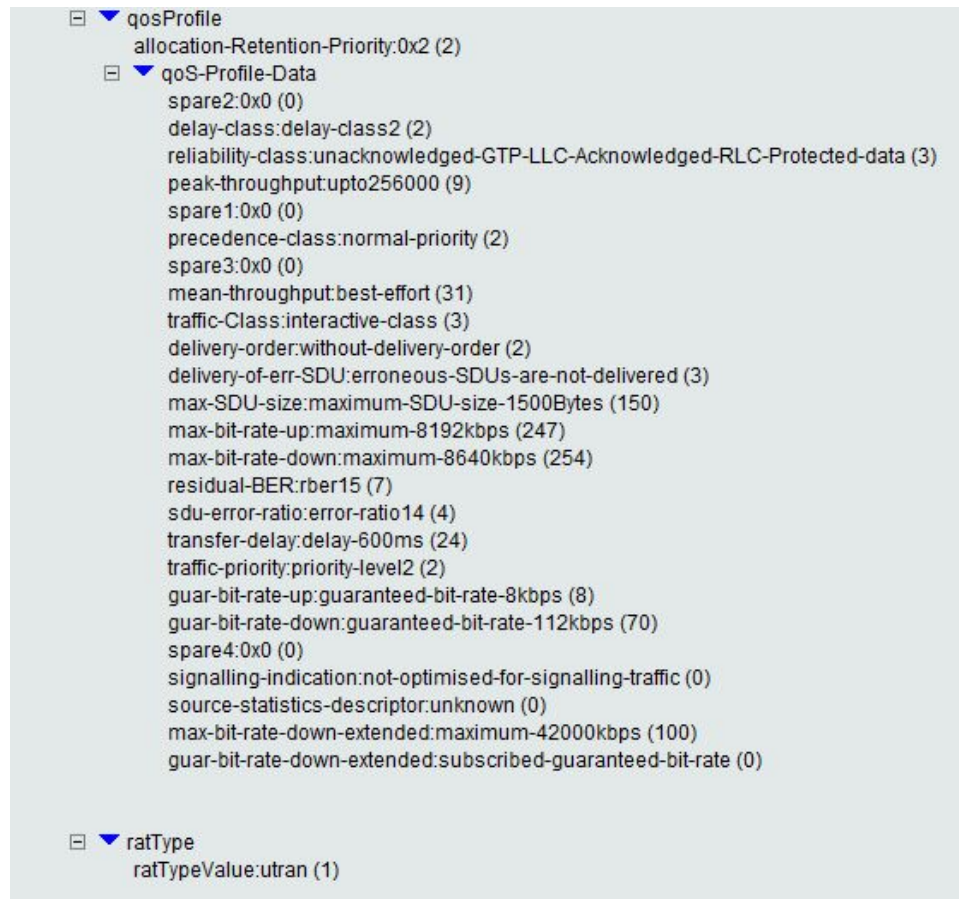 qosProfile
allocation-Retention-Priority:0x2 (2)
qoS-Profile-Data
spare2:0x0 (0)
delay-class:delay-class2 (2)
reliability-class:unacknowledged-GTP-LLC-Acknowledged-RLC-Protected-data (3)
peak-throughput:upto256000 (9)
spare1:0x0 (0)
precedence-class:normal-priority (2)
spare3:0x0 (0)
mean-throughput:best-effort (31)
traffic-Class:interactive-class (3)
delivery-order:without-delivery-order (2)
delivery-of-err-SDU:erroneous-SDUs-are-not-delivered (3)
max-SDU-size:maximum-SDU-size-1500Bytes (150)
max-bit-rate-up:maximum-8192kbps (247)
max-bit-rate-down:maximum-8640kbps (254)
residual-BER:rber15 (7)
sdu-error-ratio:error-ratio14 (4)
transfer-delay:delay-600ms (24)
traffic-priority:priority-level2 (2)
guar-bit-rate-up:guaranteed-bit-rate-8kbps (8)
guar-bit-rate-down:guaranteed-bit-rate-112kbps (70)
spare4:0x0 (0)
signalling-indication:not-optimised-for-signalling-traffic (0)
source-statistics-descriptor:unknown (0)
max-bit-rate-down-extended:maximum-42000kbps (100)
guar-bit-rate-down-extended:subscribed-guaranteed-bit-rate (0)
ratType
ratTypeValue:utran (1)